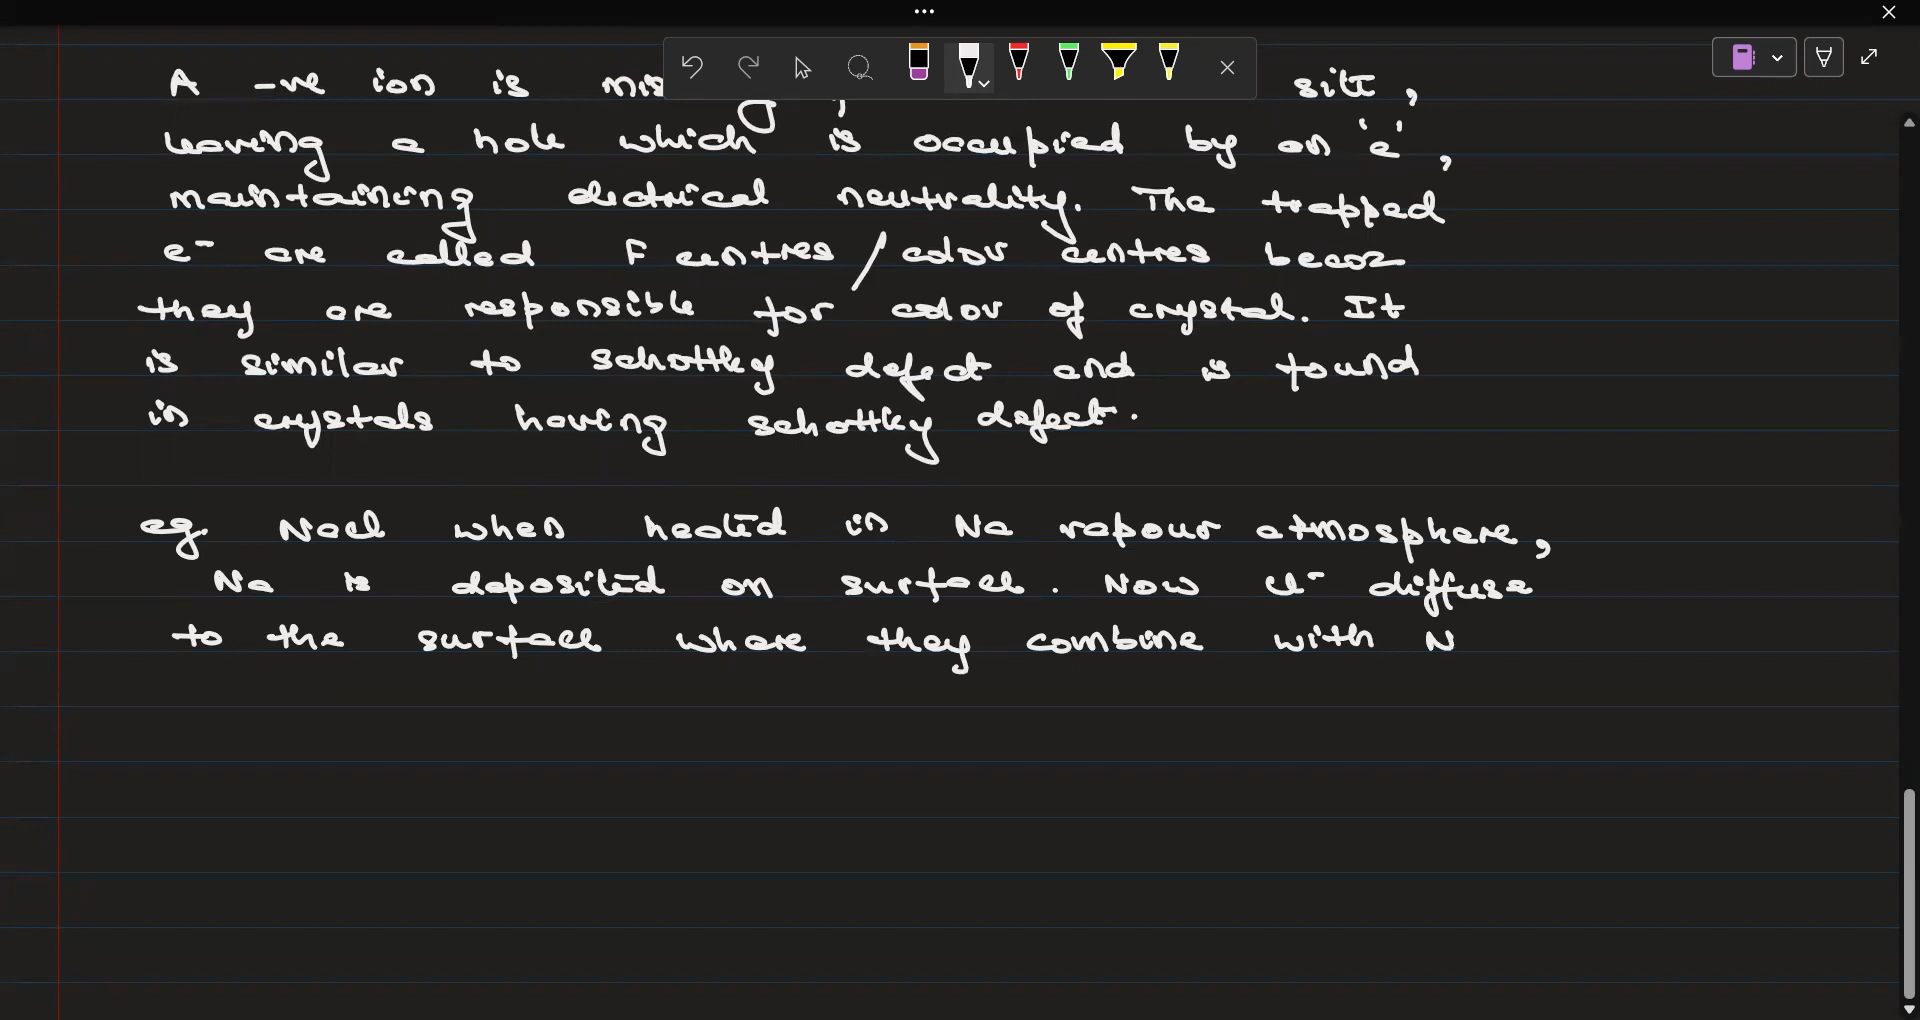 A -ve ion is mis site,
leaving a hole which is occupied by an 'e',
maintaining electrical neutrality. The trapped
e- are called F centres / color centres becoz
they are responsible for color of crystal. It
is similar to schottky defect and is found
in crystals having schottky defect.
eg. NaCl when heated in Na vapour atmosphere,
Na is deposited on surface. Now Cl- diffuse
to the surface where they combine with N